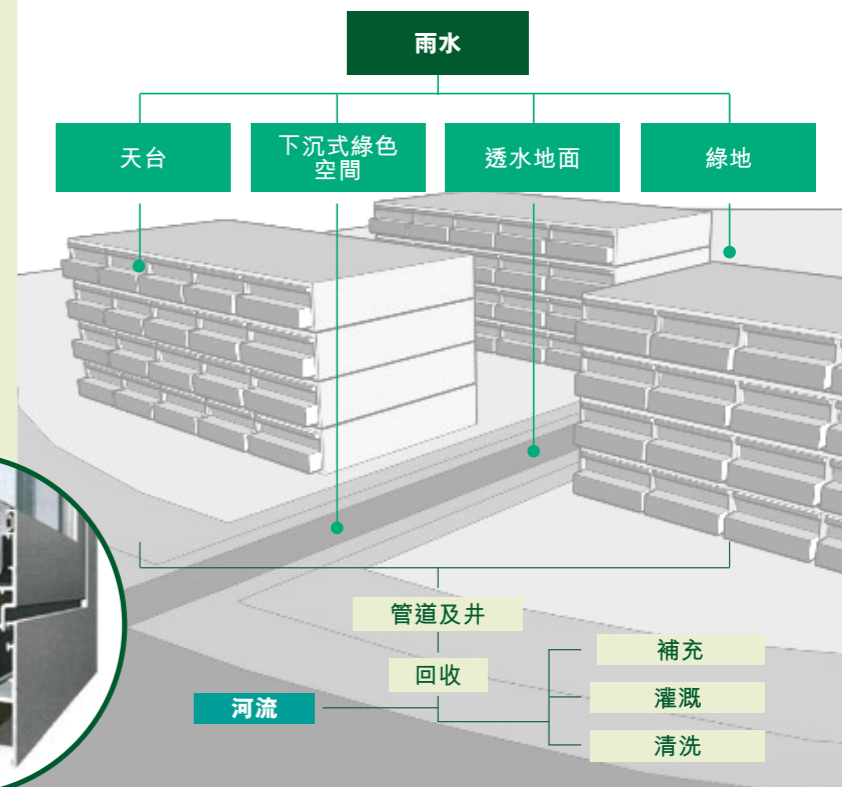 雨水
天台
下沉式綠色
空間
透水地面
綠地
管道及井
回收
河流
補充
灌溉
清洗